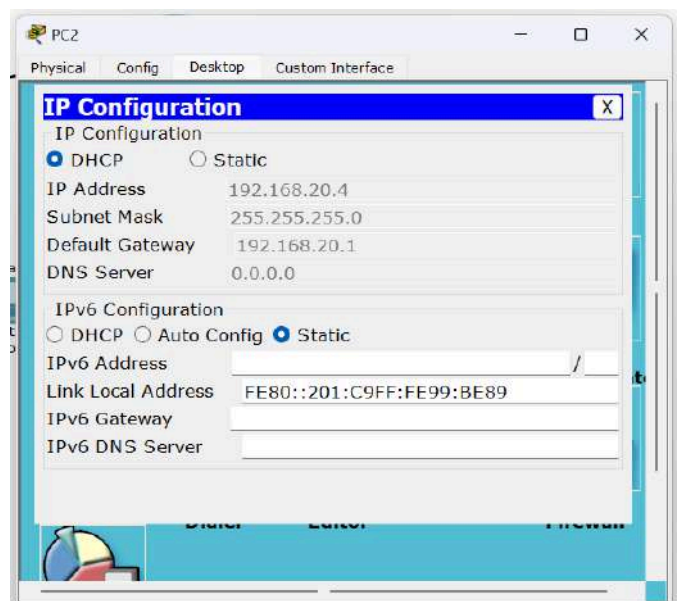 PC2
Physical Config Desktop Custom Interface
IP Configuration X
IP Configuration
DHCP Static
IP Address 192.168.20.4
Subnet Mask 255.255.255.0
Default Gateway 192.168.20.1
DNS Server 0.0.0.0
IPv6 Configuration
DHCP Auto Config Static
IPv6 Address /
Link Local Address FE80::201:C9FF:FE99:BE89
IPv6 Gateway
IPv6 DNS Server